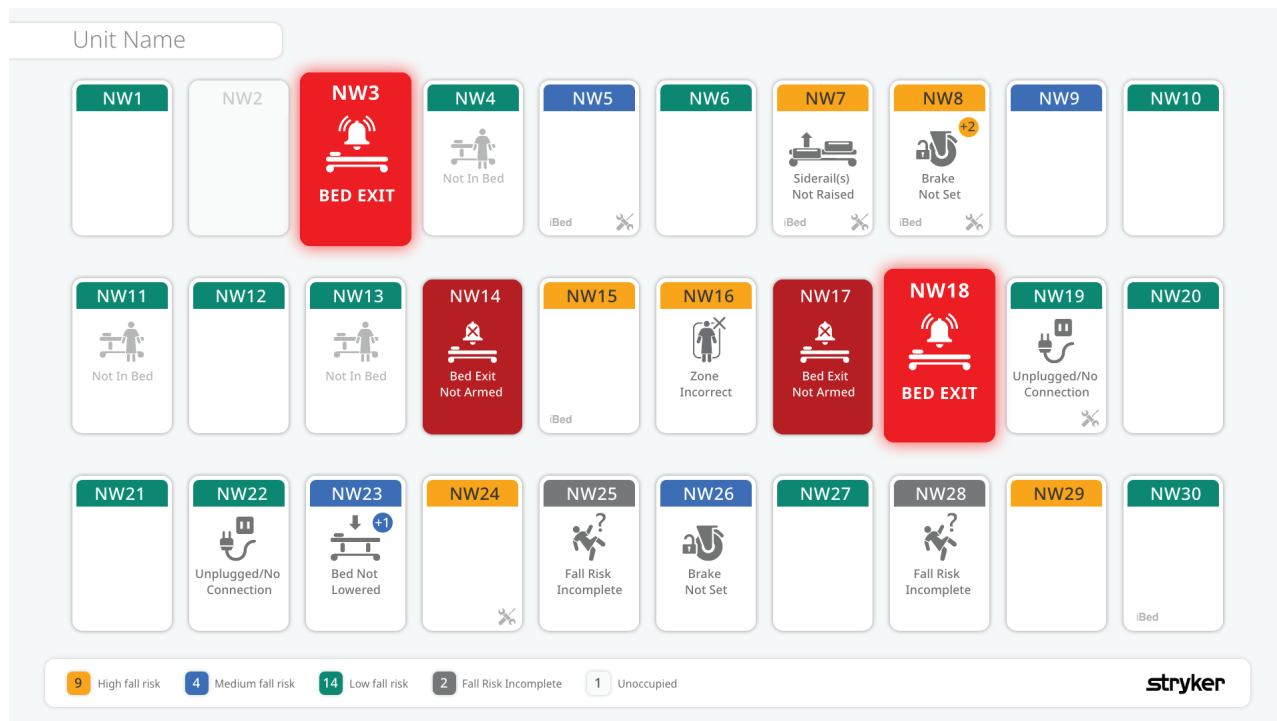 Unit Name
NW1
NW2
NW3
BED EXIT
NW4
Not In Bed
NW5
iBed
NW6
NW7
Siderail(s)
Not Raised
iBed
NW8
+2
Brake
Not Set
iBed
NW9
NW10
NW11
Not In Bed
NW12
NW13
Not In Bed
NW14
Bed Exit
Not Armed
NW15
iBed
NW16
Zone
Incorrect
NW17
Bed Exit
Not Armed
NW18
BED EXIT
NW19
Unplugged/No
Connection
NW20
NW21
NW22
Unplugged/No
Connection
NW23
+1
Bed Not
Lowered
NW24
NW25
?
Fall Risk
Incomplete
NW26
Brake
Not Set
NW27
NW28
?
Fall Risk
Incomplete
NW29
NW30
iBed
9 High fall risk 4 Medium fall risk 14 Low fall risk 2 Fall Risk Incomplete 1 Unoccupied
stryker